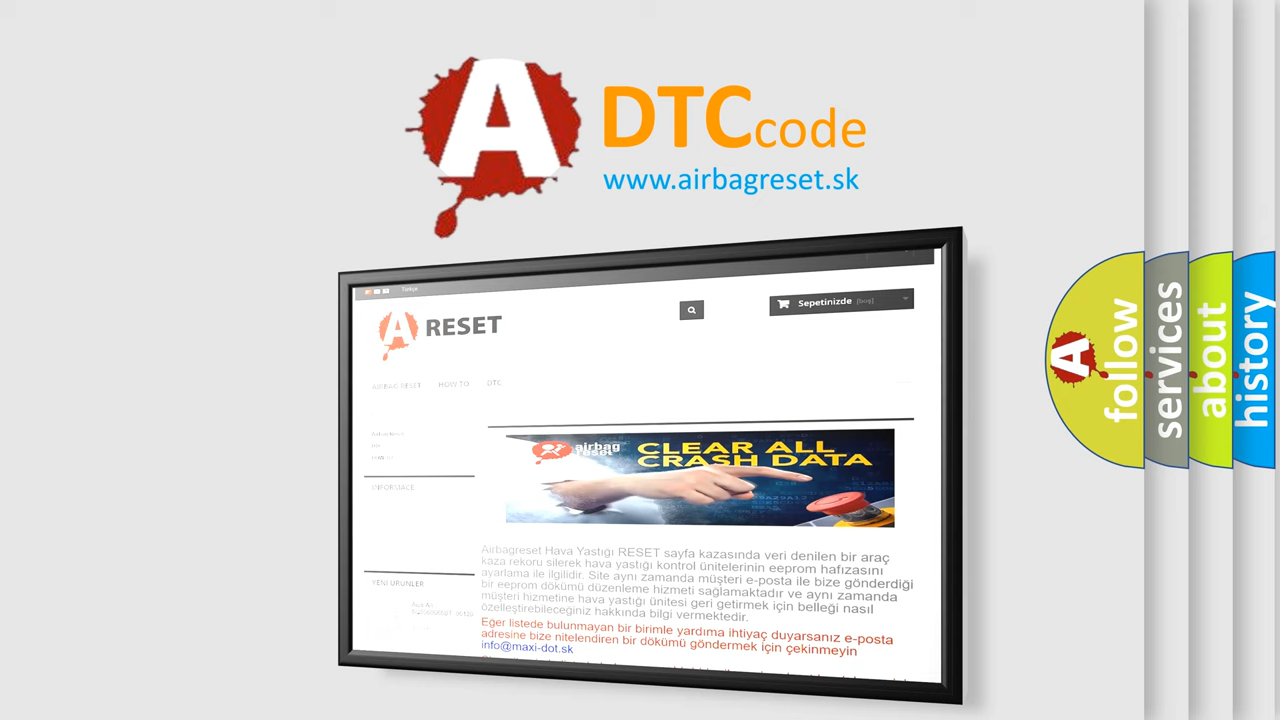 A
DTC code
www.airbagreset.sk
Türkçe
A RESET
Sepetinizde
AIRBAG RESET HOW TO DTC
INFORMACE
airbag
reset
CLEAR ALL
CRASH DATA
Airbagreset Hava Yastığı RESET sayfa kazasında veri denilen bir araç
kaza rekoru silerek hava yastığı kontrol ünitelerinin eeprom hafızasını
ayarlama ile ilgilidir. Site aynı zamanda müşteri e-posta ile bize gönderdiği
bir eeprom dökümü düzenleme hizmeti sağlamaktadır ve aynı zamanda
müşteri hizmetine hava yastığı ünitesi geri getirmek için belleği nasıl
özelleştirebileceğiniz hakkında bilgi vermektedir.
Eğer listede bulunmayan bir birimle yardıma ihtiyaç duyarsanız e-posta
adresine bize nitelendiren bir dökümü göndermek için çekinmeyin
info@maxi-dot.sk
YENI ÜRÜNLER
A
follow
services
about
history